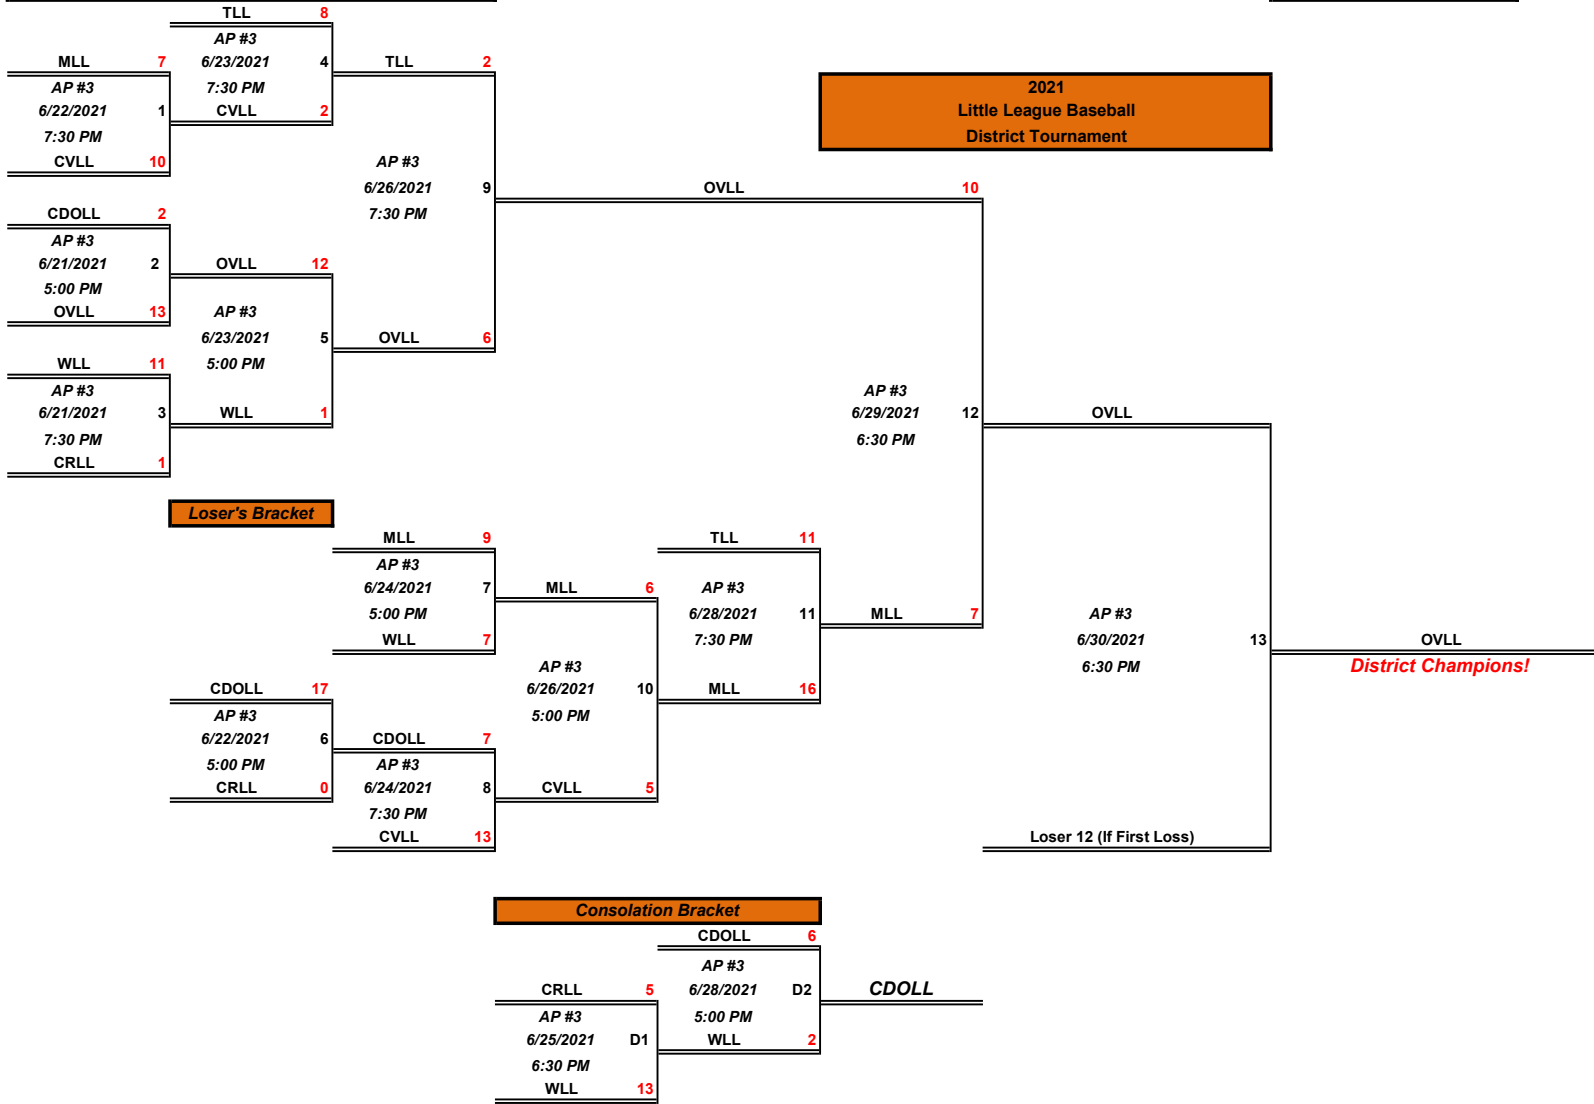 TLL 8
AP #3
6/23/2021 4
7:30 PM
CVLL 2
MLL 7
AP #3
6/22/2021 1
7:30 PM
CVLL 10
TLL 2
AP #3
6/26/2021 9
7:30 PM
OVLL 6
2021
Little League Baseball
District Tournament
CDOLL 2
AP #3
6/21/2021 2
5:00 PM
OVLL 13
OVLL 12
AP #3
6/23/2021 5
5:00 PM
WLL 1
WLL 11
AP #3
6/21/2021 3
7:30 PM
CRLL 1
OVLL 10
AP #3
6/29/2021 12
6:30 PM
MLL 7
OVLL
AP #3
6/30/2021 13
6:30 PM
Loser 12 (If First Loss)
OVLL
District Champions!
Loser's Bracket
MLL 9
AP #3
6/24/2021 7
5:00 PM
WLL 7
MLL 6
AP #3
6/26/2021 10
5:00 PM
CVLL 5
TLL 11
AP #3
6/28/2021 11
7:30 PM
MLL 16
CDOLL 17
AP #3
6/22/2021 6
5:00 PM
CRLL 0
CDOLL 7
AP #3
6/24/2021 8
7:30 PM
CVLL 13
Consolation Bracket
CDOLL 6
AP #3
6/28/2021 D2
5:00 PM
WLL 2
CDOLL
CRLL 5
AP #3
6/25/2021 D1
6:30 PM
WLL 13